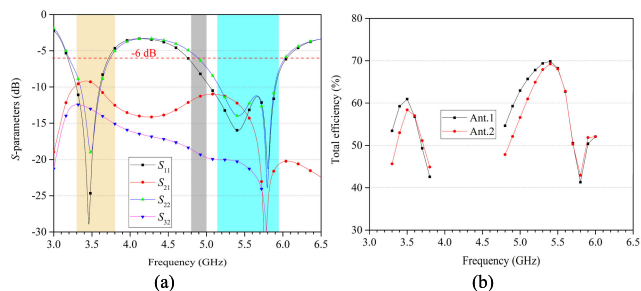 0
-5
-10
-15
-20
-25
-30
S-parameters (dB)
-6 dB
S11
S21
S22
S32
3.0 3.5 4.0 4.5 5.0 5.5 6.0 6.5
Frequency (GHz)
(a)
80
70
60
50
40
30
Total efficiency (%)
Ant.1
Ant.2
3.0 3.5 4.0 4.5 5.0 5.5 6.0 6.5
Frequency (GHz)
(b)